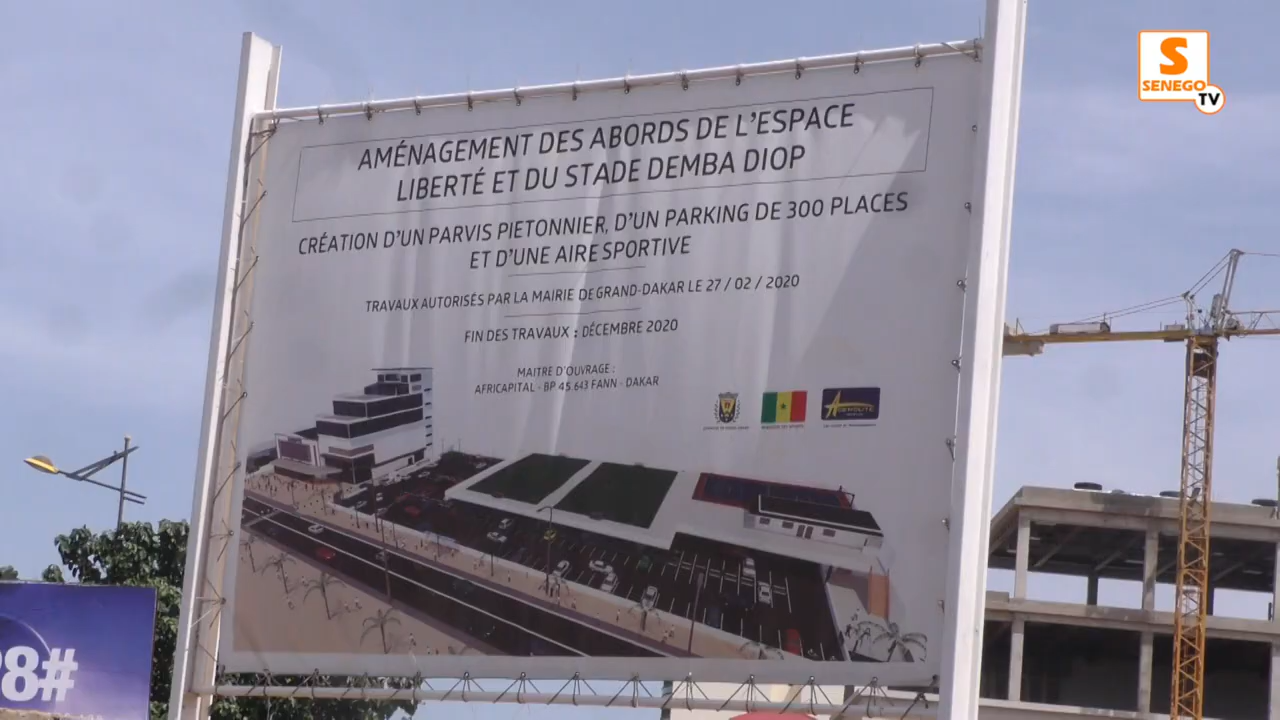 S
SENEGO
TV
AMÉNAGEMENT DES ABORDS DE L'ESPACE
LIBERTÉ ET DU STADE DEMBA DIOP
CRÉATION D'UN PARVIS PIETONNIER, D'UN PARKING DE 300 PLACES
ET D'UNE AIRE SPORTIVE
TRAVAUX AUTORISÉS PAR LA MAIRIE DE GRAND-DAKAR LE 27 / 02 / 2020
FIN DES TRAVAUX : DÉCEMBRE 2020
MAITRE D'OUVRAGE :
AFRICAPITAL - BP 45.643 FANN - DAKAR
8#